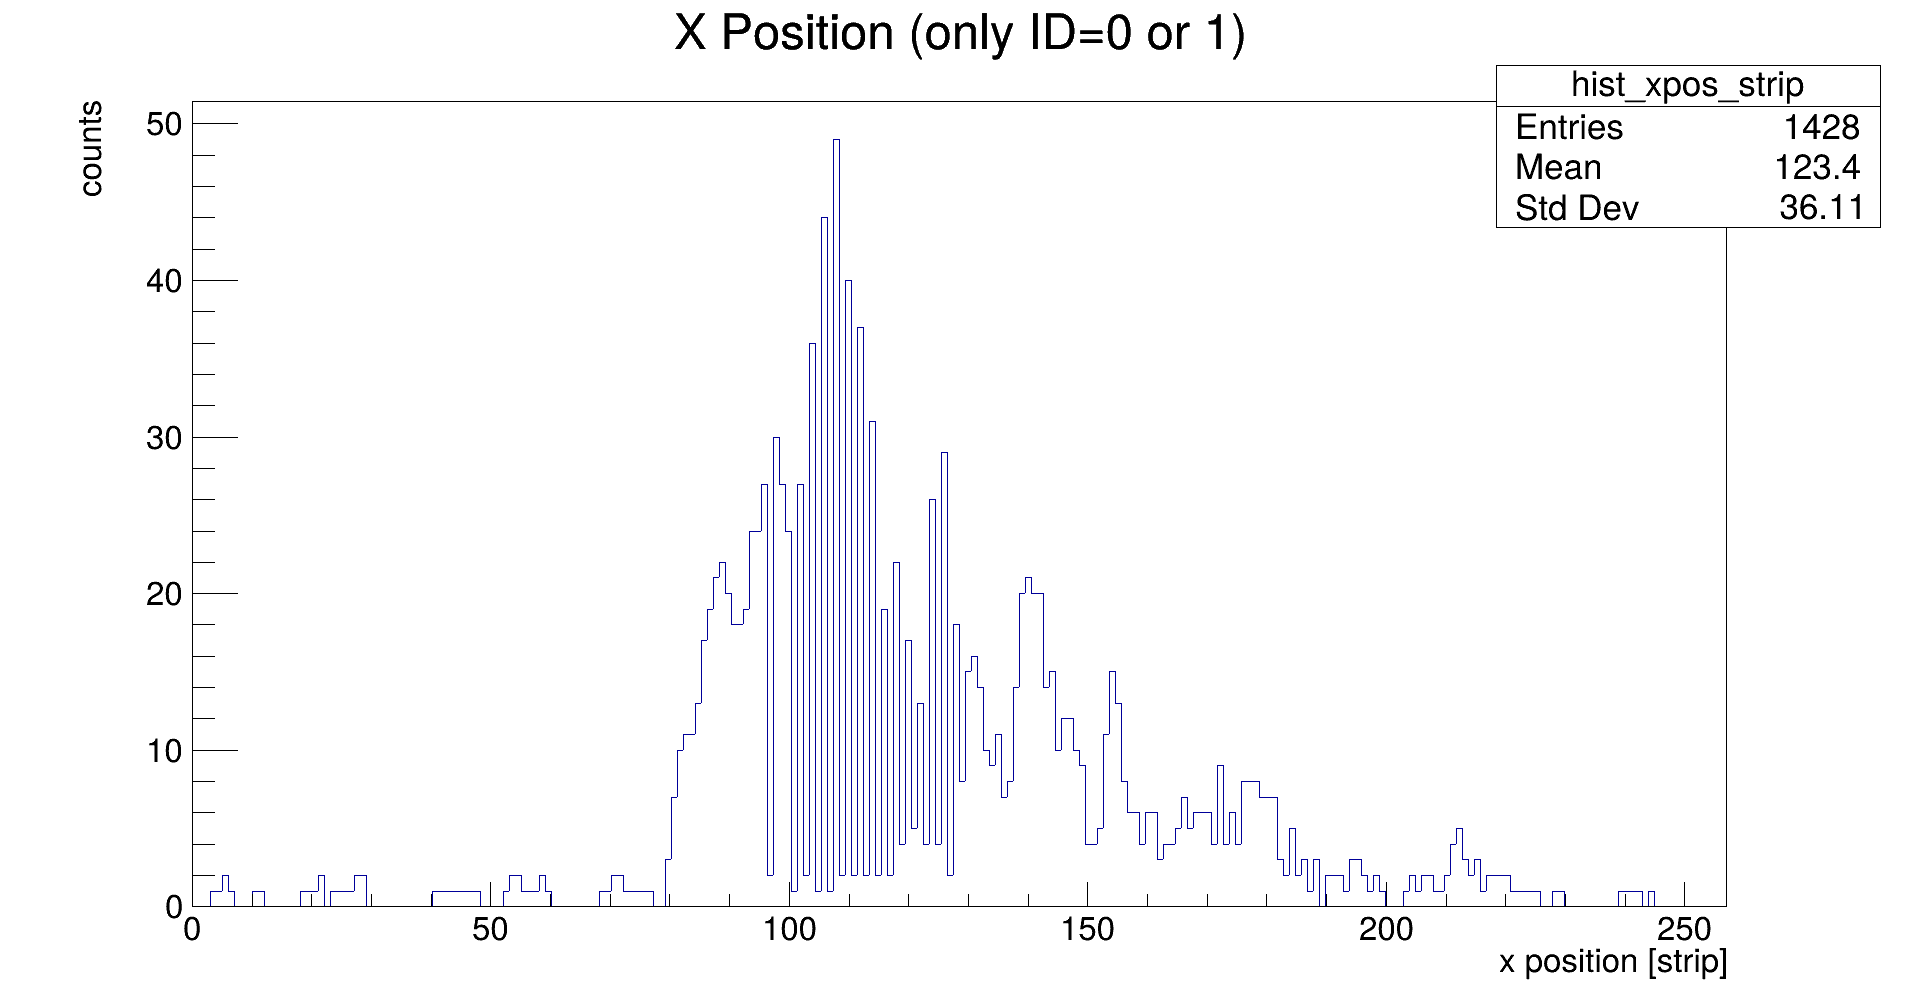 X Position (only ID=0 or 1)
hist_xpos_strip
Entries 1428
Mean 123.4
Std Dev 36.11
counts
50
40
30
20
10
0
0 50 100 150 200 250
x position [strip]